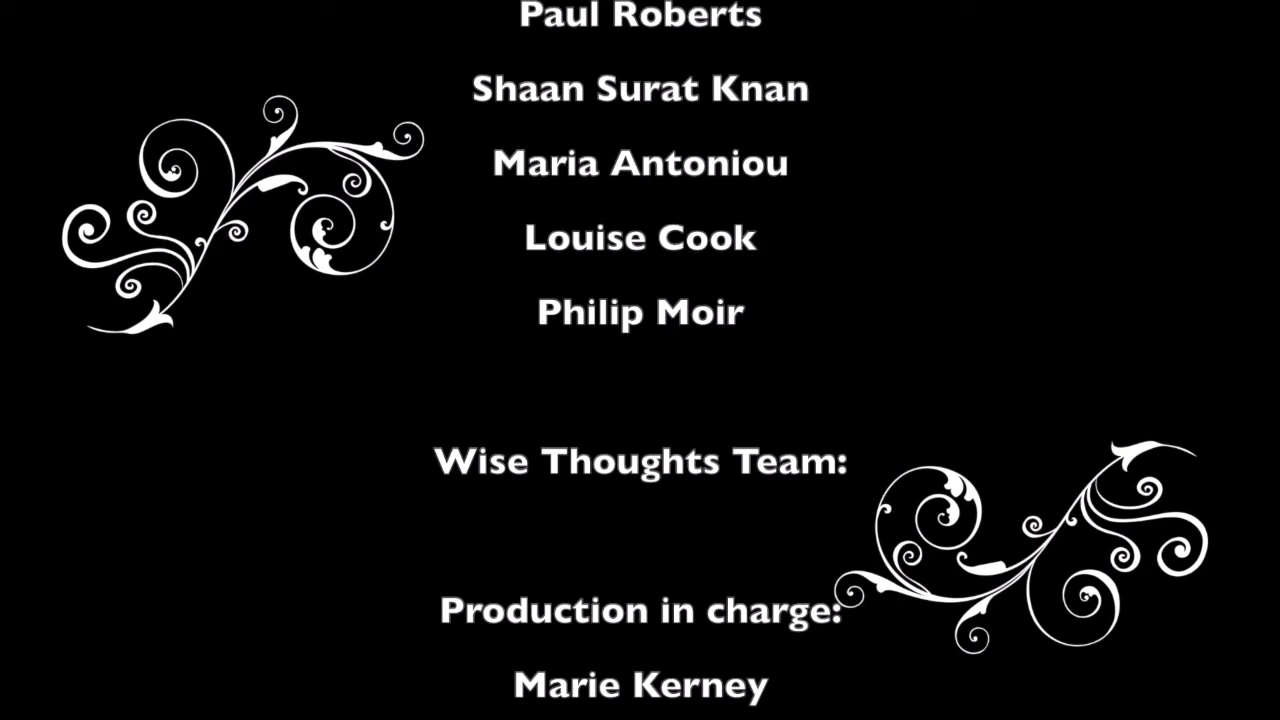 Paul Roberts
Shaan Surat Knan
Maria Antoniou
Louise Cook
Philip Moir
Wise Thoughts Team:
Production in charge:
Marie Kerney